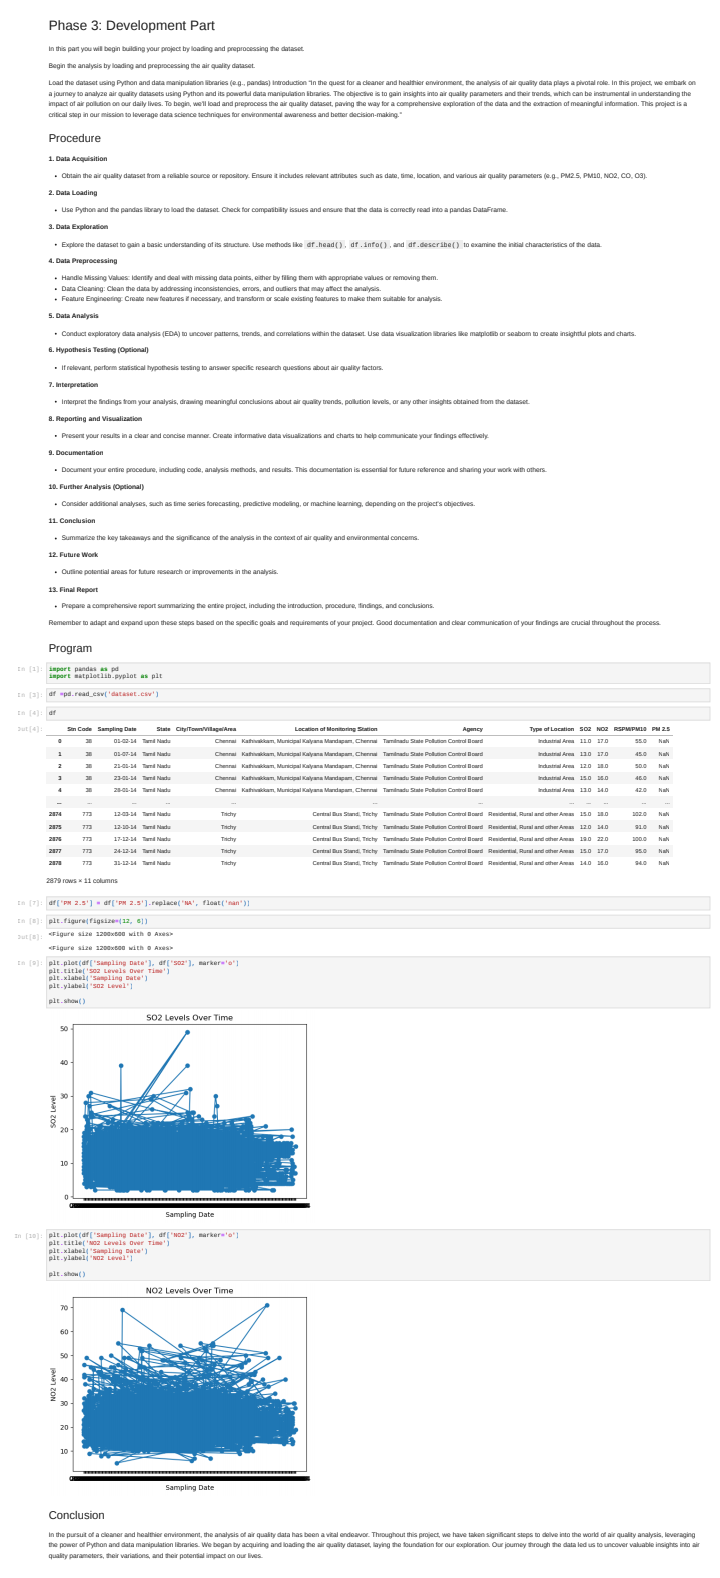 Phase 3: Development Part
In this part you will begin building your project by loading and preprocessing the dataset.
Begin the analysis by loading and preprocessing the air quality dataset.
Load the dataset using Python and data manipulation libraries (e.g., pandas) Introduction "In the quest for a cleaner and healthier environment, the analysis of air quality data plays a pivotal role. In this project, we embark on
a journey to analyze air quality datasets using Python and its powerful data manipulation libraries. The objective is to gain insights into air quality parameters and their trends, which can be instrumental in understanding the
impact of air pollution on our daily lives. To begin, we'll load and preprocess the air quality dataset, paving the way for a comprehensive exploration of the data and the extraction of meaningful information. This project is a
critical step in our mission to leverage data science techniques for environmental awareness and better decision-making."
Procedure
1. Data Acquisition
• Obtain the air quality dataset from a reliable source or repository. Ensure it includes relevant attributes such as date, time, location, and various air quality parameters (e.g., PM2.5, PM10, NO2, CO, O3).
2. Data Loading
• Use Python and the pandas library to load the dataset. Check for compatibility issues and ensure that the data is correctly read into a pandas DataFrame.
3. Data Exploration
• Explore the dataset to gain a basic understanding of its structure. Use methods like df.head(), df.info(), and df.describe() to examine the initial characteristics of the data.
4. Data Preprocessing
• Handle Missing Values: Identify and deal with missing data points, either by filling them with appropriate values or removing them.
• Data Cleaning: Clean the data by addressing inconsistencies, errors, and outliers that may affect the analysis.
• Feature Engineering: Create new features if necessary, and transform or scale existing features to make them suitable for analysis.
5. Data Analysis
• Conduct exploratory data analysis (EDA) to uncover patterns, trends, and correlations within the dataset. Use data visualization libraries like matplotlib or seaborn to create insightful plots and charts.
6. Hypothesis Testing (Optional)
• If relevant, perform statistical hypothesis testing to answer specific research questions about air quality factors.
7. Interpretation
• Interpret the findings from your analysis, drawing meaningful conclusions about air quality trends, pollution levels, or any other insights obtained from the dataset.
8. Reporting and Visualization
• Present your results in a clear and concise manner. Create informative data visualizations and charts to help communicate your findings effectively.
9. Documentation
• Document your entire procedure, including code, analysis methods, and results. This documentation is essential for future reference and sharing your work with others.
10. Further Analysis (Optional)
• Consider additional analyses, such as time series forecasting, predictive modeling, or machine learning, depending on the project's objectives.
11. Conclusion
• Summarize the key takeaways and the significance of the analysis in the context of air quality and environmental concerns.
12. Future Work
• Outline potential areas for future research or improvements in the analysis.
13. Final Report
• Prepare a comprehensive report summarizing the entire project, including the introduction, procedure, findings, and conclusions.
Remember to adapt and expand upon these steps based on the specific goals and requirements of your project. Good documentation and clear communication of your findings are crucial throughout the process.
Program
In [1]: import pandas as pd
import matplotlib.pyplot as plt
In [3]: df =pd.read_csv('dataset.csv')
In [4]: df
Out[4]: Stn Code Sampling Date State City/Town/Village/Area Location of Monitoring Station Agency Type of Location SO2 NO2 RSPM/PM10 PM 2.5
0 38 01-02-14 Tamil Nadu Chennai Kathivakkam, Municipal Kalyana Mandapam, Chennai Tamilnadu State Pollution Control Board Industrial Area 11.0 17.0 55.0 NaN
1 38 01-07-14 Tamil Nadu Chennai Kathivakkam, Municipal Kalyana Mandapam, Chennai Tamilnadu State Pollution Control Board Industrial Area 13.0 17.0 45.0 NaN
2 38 21-01-14 Tamil Nadu Chennai Kathivakkam, Municipal Kalyana Mandapam, Chennai Tamilnadu State Pollution Control Board Industrial Area 12.0 18.0 50.0 NaN
3 38 23-01-14 Tamil Nadu Chennai Kathivakkam, Municipal Kalyana Mandapam, Chennai Tamilnadu State Pollution Control Board Industrial Area 15.0 16.0 46.0 NaN
4 38 28-01-14 Tamil Nadu Chennai Kathivakkam, Municipal Kalyana Mandapam, Chennai Tamilnadu State Pollution Control Board Industrial Area 13.0 14.0 42.0 NaN
... ... ... ... ... ... ... ... ... ... ... ...
2874 773 12-03-14 Tamil Nadu Trichy Central Bus Stand, Trichy Tamilnadu State Pollution Control Board Residential, Rural and other Areas 15.0 18.0 102.0 NaN
2875 773 12-10-14 Tamil Nadu Trichy Central Bus Stand, Trichy Tamilnadu State Pollution Control Board Residential, Rural and other Areas 12.0 14.0 91.0 NaN
2876 773 17-12-14 Tamil Nadu Trichy Central Bus Stand, Trichy Tamilnadu State Pollution Control Board Residential, Rural and other Areas 19.0 22.0 100.0 NaN
2877 773 24-12-14 Tamil Nadu Trichy Central Bus Stand, Trichy Tamilnadu State Pollution Control Board Residential, Rural and other Areas 15.0 17.0 95.0 NaN
2878 773 31-12-14 Tamil Nadu Trichy Central Bus Stand, Trichy Tamilnadu State Pollution Control Board Residential, Rural and other Areas 14.0 16.0 94.0 NaN
2879 rows × 11 columns
In [7]: df['PM 2.5'] = df['PM 2.5'].replace('NA', float('nan'))
In [8]: plt.figure(figsize=(12, 6))
Out[8]: <Figure size 1200x600 with 0 Axes>
<Figure size 1200x600 with 0 Axes>
In [9]: plt.plot(df['Sampling Date'], df['SO2'], marker='o')
plt.title('SO2 Levels Over Time')
plt.xlabel('Sampling Date')
plt.ylabel('SO2 Level')
plt.show()
SO2 Levels Over Time
50
40
30
20
10
0
SO2 Level
Sampling Date
In [10]: plt.plot(df['Sampling Date'], df['NO2'], marker='o')
plt.title('NO2 Levels Over Time')
plt.xlabel('Sampling Date')
plt.ylabel('NO2 Level')
plt.show()
NO2 Levels Over Time
70
60
50
40
30
20
10
NO2 Level
Sampling Date
Conclusion
In the pursuit of a cleaner and healthier environment, the analysis of air quality data has been a vital endeavor. Throughout this project, we have taken significant steps to delve into the world of air quality analysis, leveraging
the power of Python and data manipulation libraries. We began by acquiring and loading the air quality dataset, laying the foundation for our exploration. Our journey through the data led us to uncover valuable insights into air
quality parameters, their variations, and their potential impact on our lives.